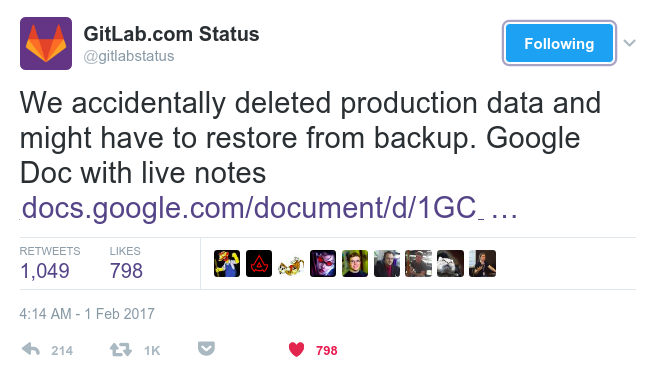 GitLab.com Status
@gitlabstatus
Following
We accidentally deleted production data and
might have to restore from backup. Google
Doc with live notes
docs.google.com/document/d/1GC_ …
RETWEETS
LIKES
1,049
798
4:14 AM - 1 Feb 2017
214
1K
798